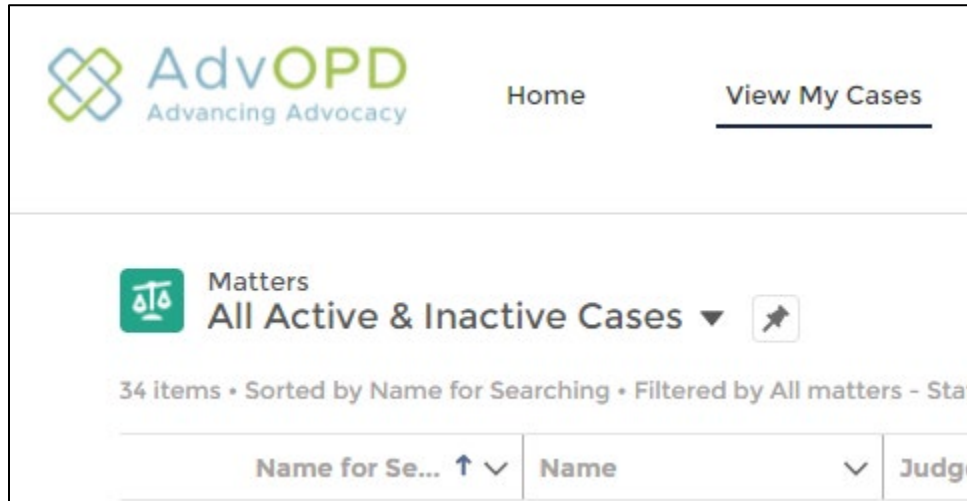 AdvOPD
Advancing Advocacy
Home
View My Cases
Matters
All Active & Inactive Cases
34 items • Sorted by Name for Searching • Filtered by All matters - Sta
Name for Se...
Name
Judge